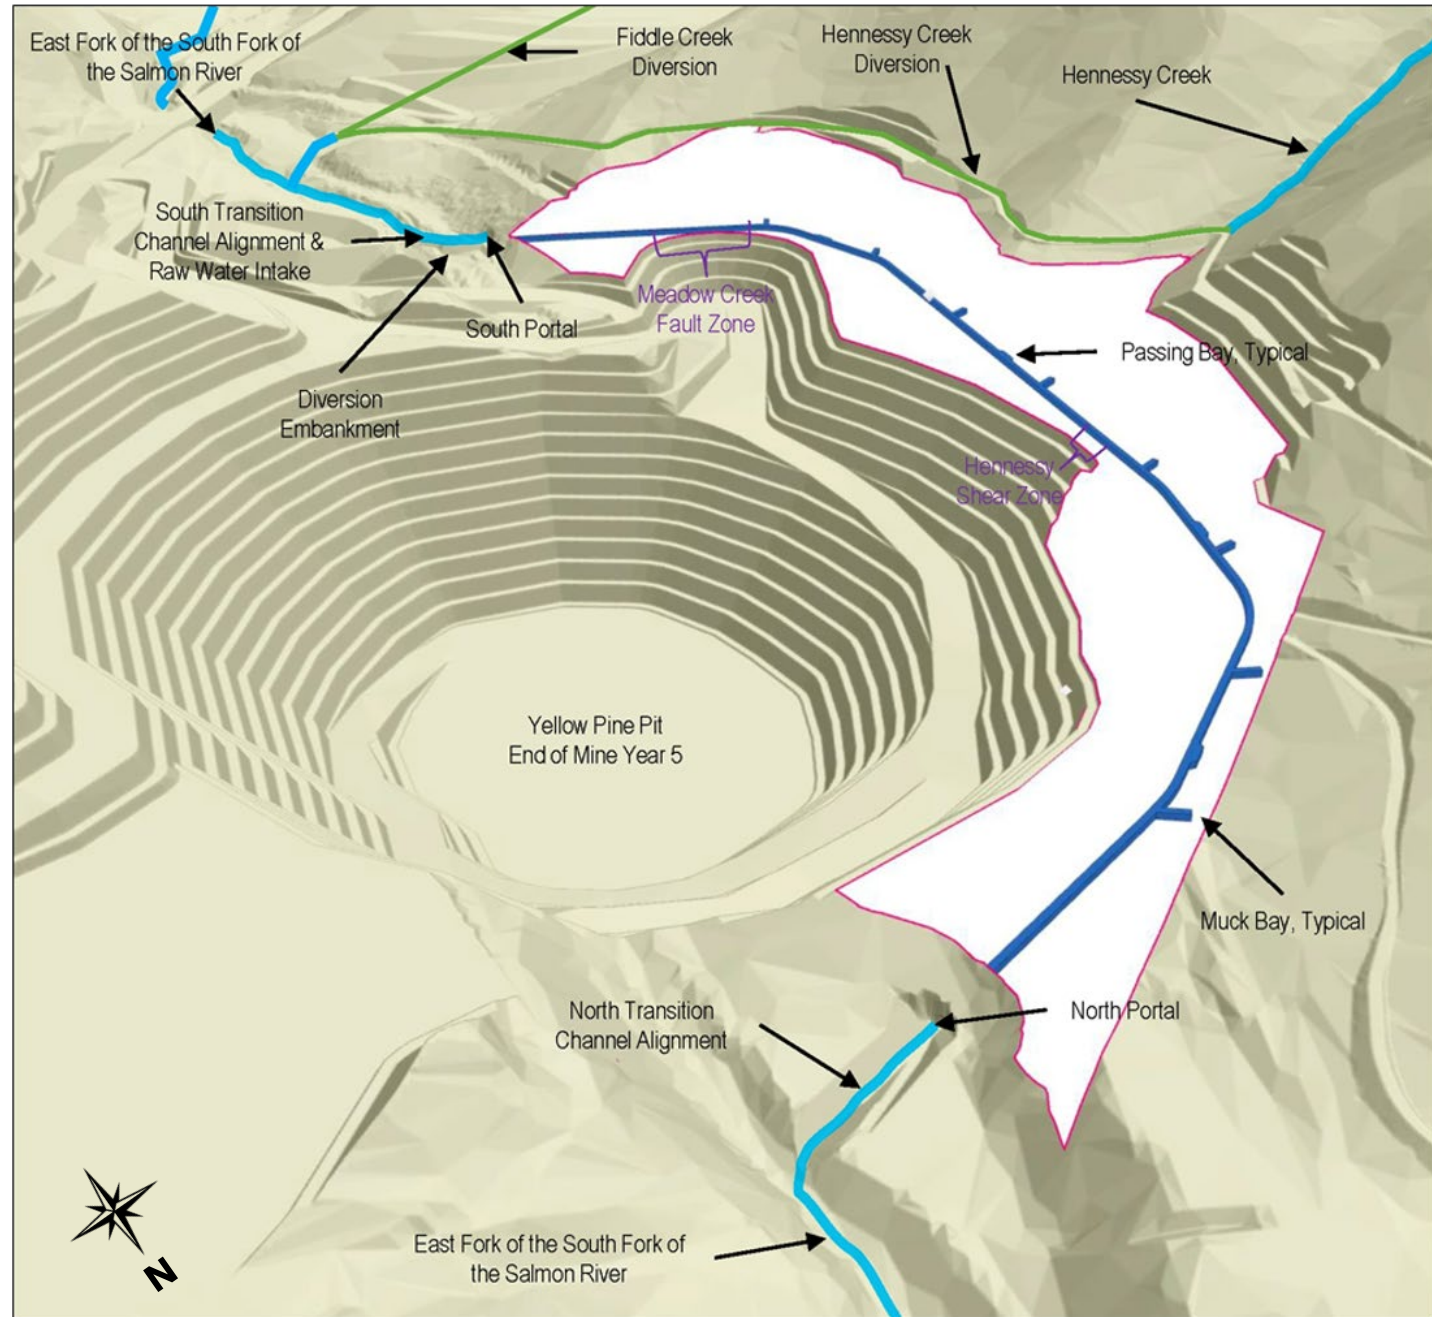 East Fork of the South Fork of
the Salmon River
Fiddle Creek
Diversion
Hennessy Creek
Diversion
Hennessy Creek
South Transition
Channel Alignment &
Raw Water Intake
South Portal
Meadow Creek
Fault Zone
Passing Bay, Typical
Diversion
Embankment
Hennessy
Shear Zone
Yellow Pine Pit
End of Mine Year 5
Muck Bay, Typical
North Transition
Channel Alignment
North Portal
East Fork of the South Fork of
the Salmon River
N